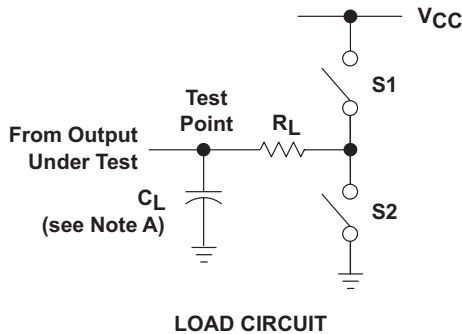 VCC
S1
Test
Point
RL
From Output
Under Test
CL
(see Note A)
S2
LOAD CIRCUIT